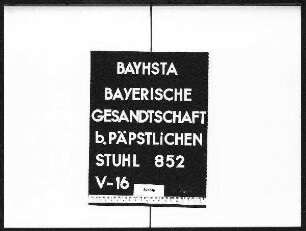 BAYHSTA
BAYERISCHE
GESANDTSCHAFT
b. PÄPSTLICHEN
STUHL 852
V-16